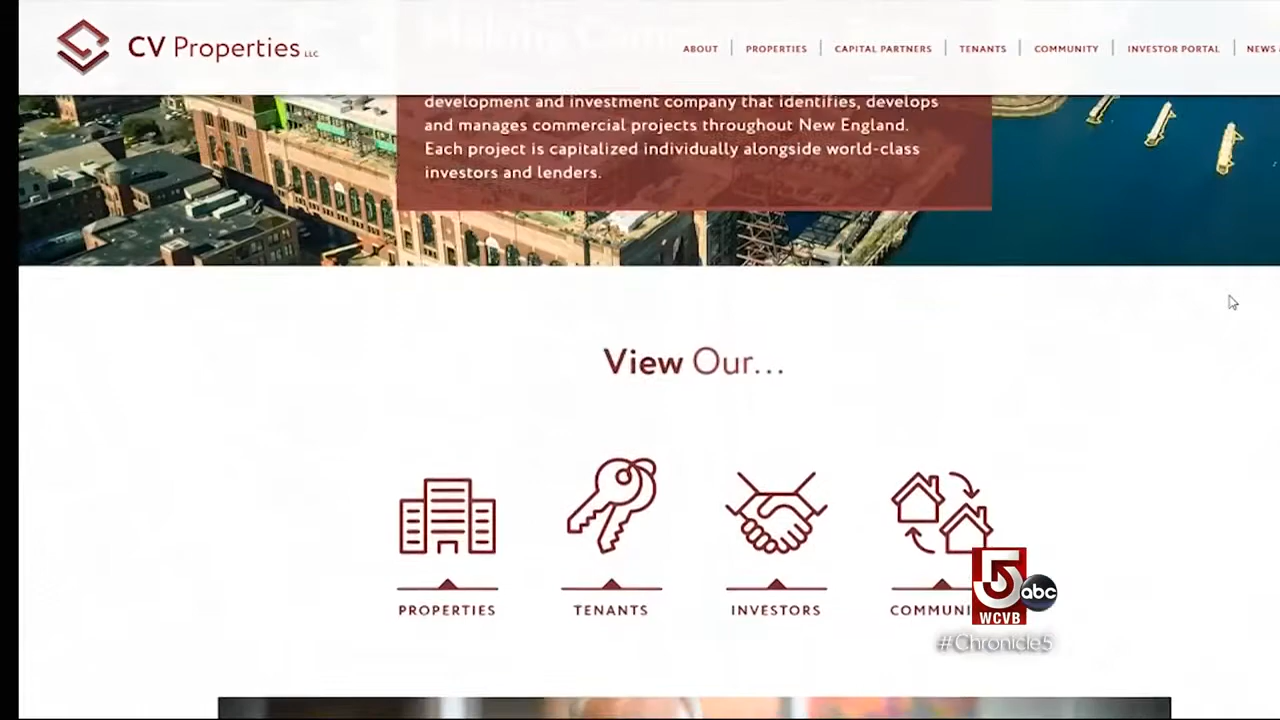 CV Properties LLC
ABOUT PROPERTIES CAPITAL PARTNERS TENANTS COMMUNITY INVESTOR PORTAL NEWS
development and investment company that identifies, develops
and manages commercial projects throughout New England.
Each project is capitalized individually alongside world-class
investors and lenders.
View Our...
PROPERTIES TENANTS INVESTORS COMMUNI
5 abc
WCVB
#Chronicle5